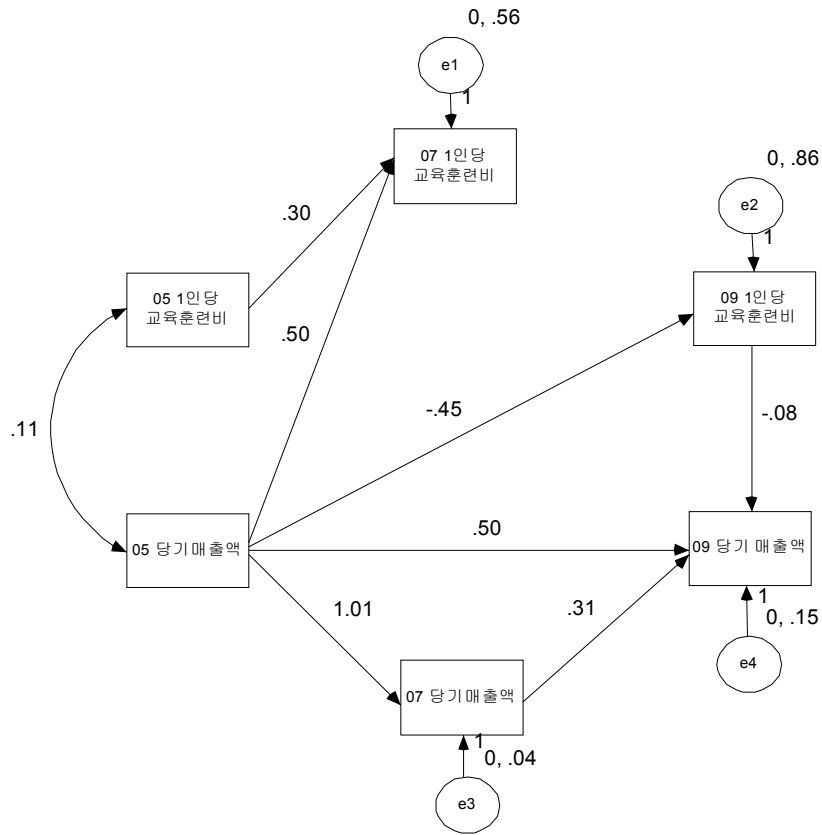 0, .56
e1
1
07 1인당
교육훈련비
0, .86
e2
1
.30
05 1인당
교육훈련비
09 1인당
교육훈련비
.50
-.45
-.08
.11
05 당기매출액
.50
09 당기 매출액
1.01
.31
1
0, .15
e4
07 당기매출액
1
0, .04
e3